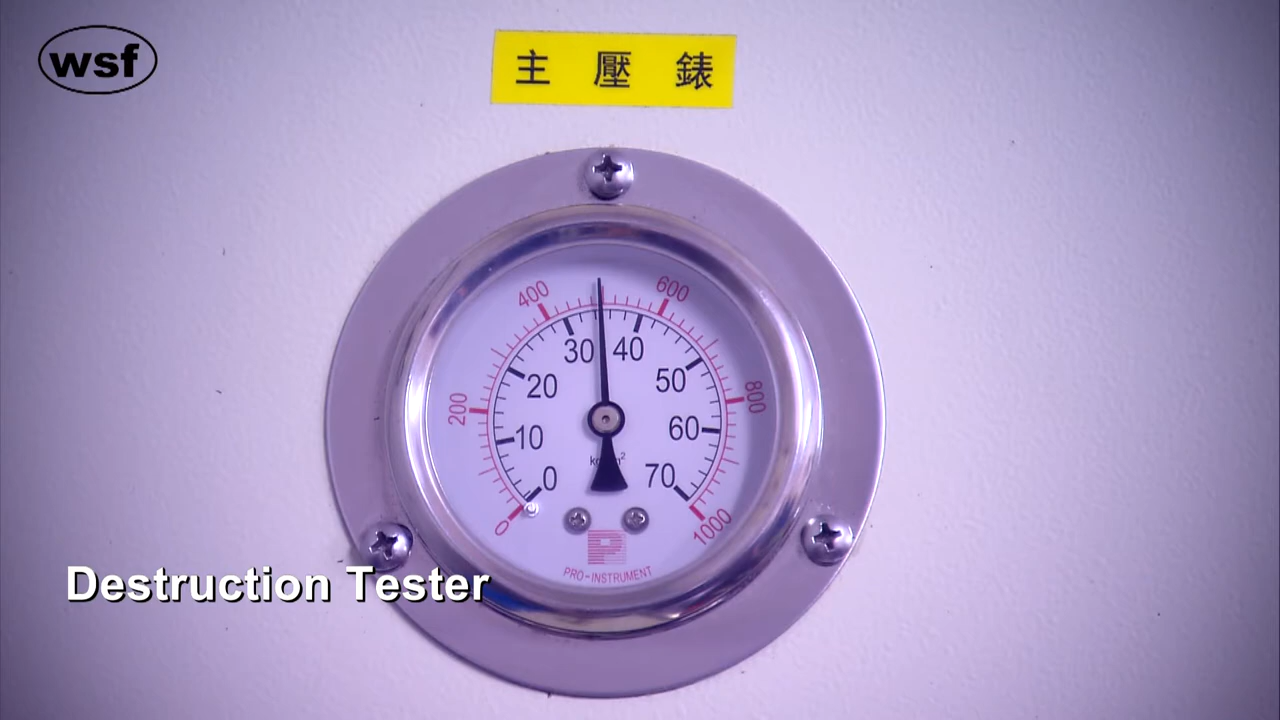 wsf
主 壓 錶
400
600
30
40
20
50
200
800
10
60
0
70
0
1000
P
PRO-INSTRUMENT
Destruction Tester